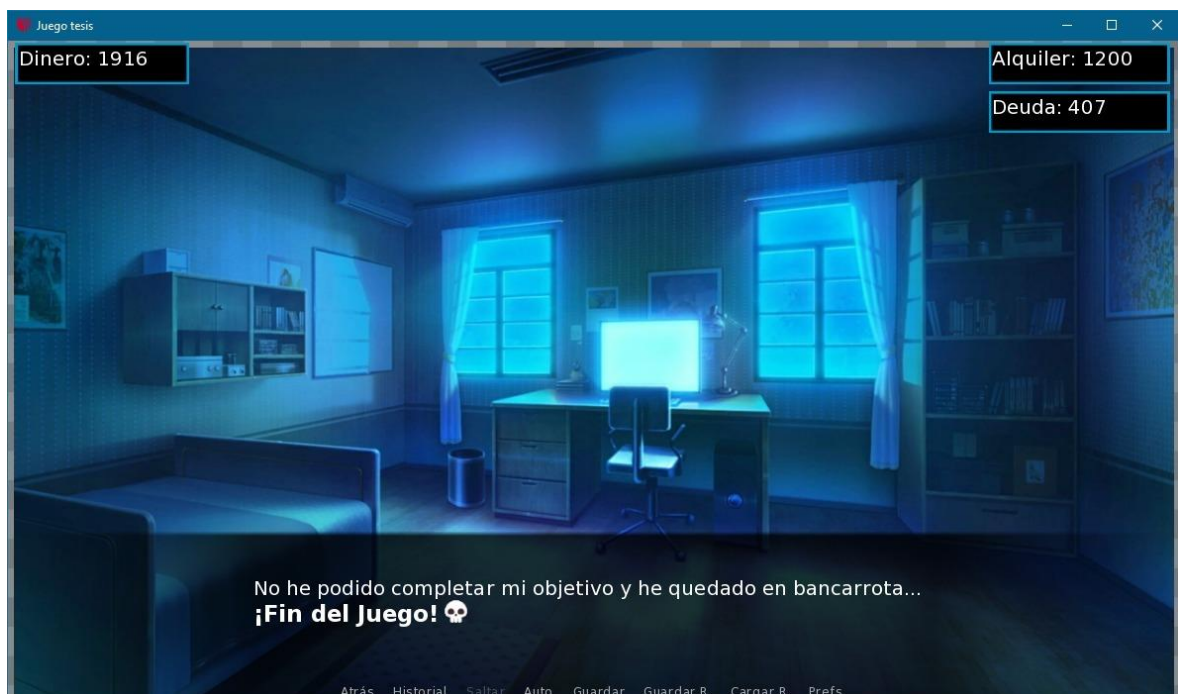 Juego tesis
Dinero: 1916
Alquiler: 1200
Deuda: 407
No he podido completar mi objetivo y he quedado en bancarrota...
¡Fin del Juego! 💀
Atrás Historial Saltar Auto Guardar Guardar R. Cargar R. Prefs.